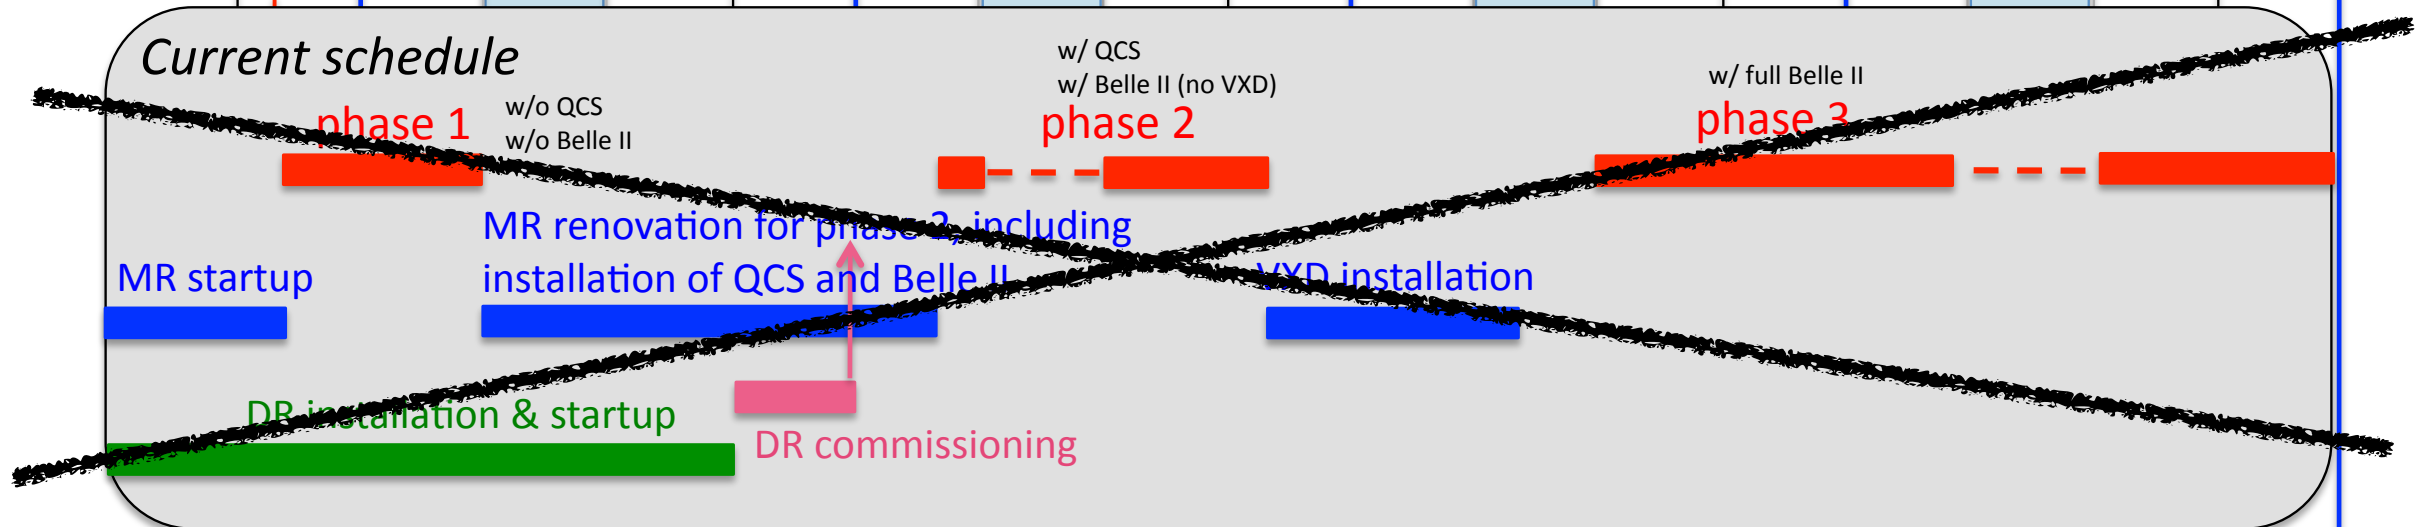 Current schedule
phase 1
w/o QCS
w/o Belle II
w/ QCS
w/ Belle II (no VXD)
phase 2
w/ full Belle II
phase 3
MR startup
MR renovation for phase 2, including
installation of QCS and Belle II
VXD installation
DR installation & startup
DR commissioning